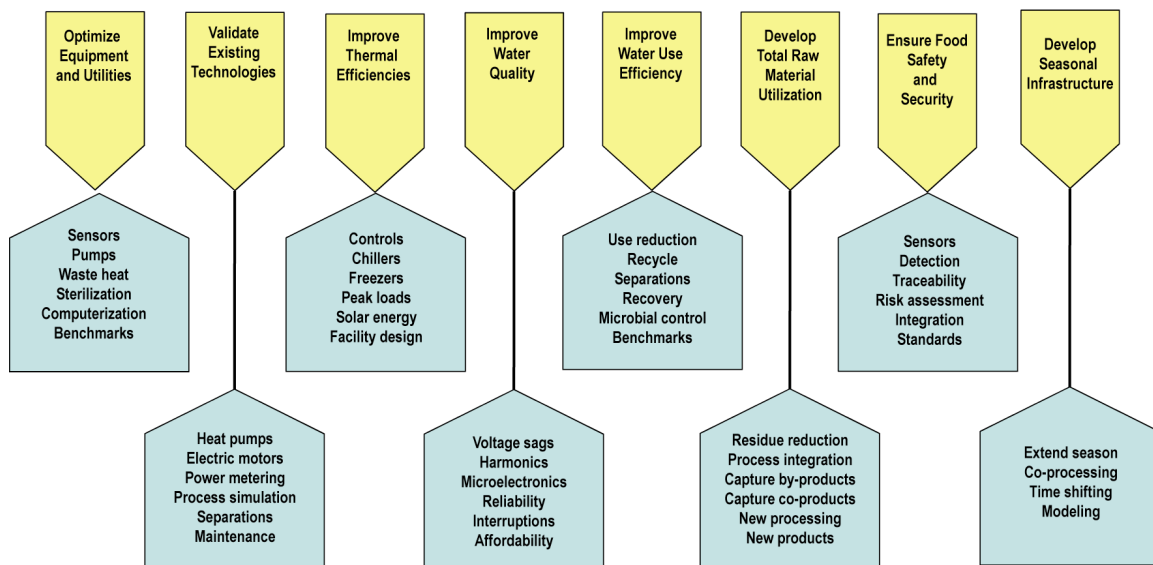 Optimize
Equipment
and Utilities
Validate
Existing
Technologies
Improve
Thermal
Efficiencies
Improve
Water
Quality
Improve
Water Use
Efficiency
Develop
Total Raw
Material
Utilization
Ensure Food
Safety
and
Security
Develop
Seasonal
Infrastructure
Sensors
Pumps
Waste heat
Sterilization
Computerization
Benchmarks
Controls
Chillers
Freezers
Peak loads
Solar energy
Facility design
Use reduction
Recycle
Separations
Recovery
Microbial control
Benchmarks
Sensors
Detection
Traceability
Risk assessment
Integration
Standards
Heat pumps
Electric motors
Power metering
Process simulation
Separations
Maintenance
Voltage sags
Harmonics
Microelectronics
Reliability
Interruptions
Affordability
Residue reduction
Process integration
Capture by-products
Capture co-products
New processing
New products
Extend season
Co-processing
Time shifting
Modeling